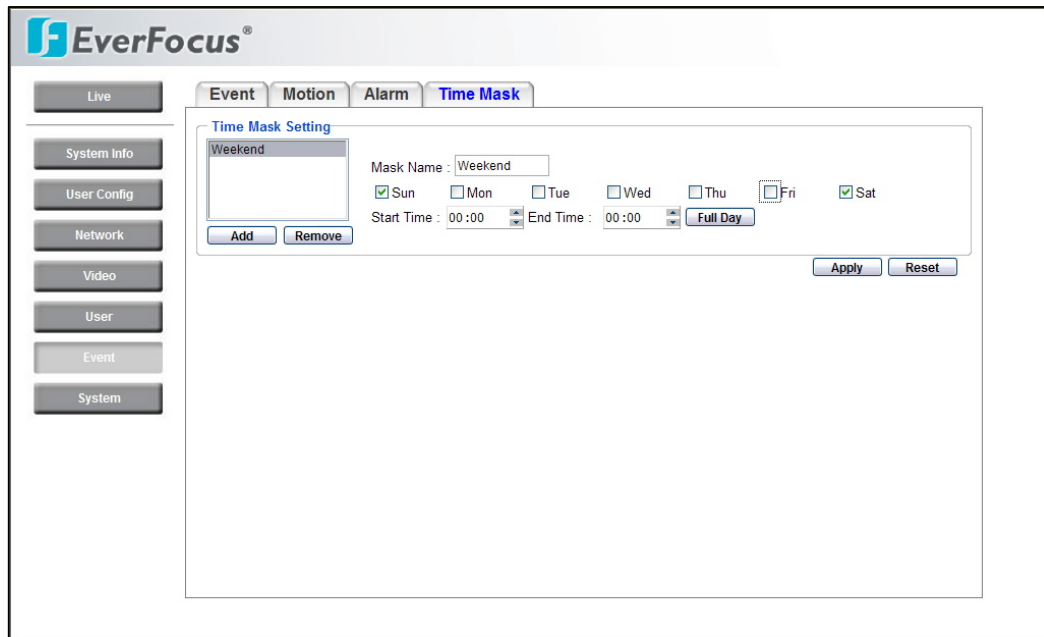 EverFocus®
Live
System Info
User Config
Network
Video
User
Event
System
Event Motion Alarm Time Mask
Time Mask Setting
Weekend
Add Remove
Mask Name : Weekend
Sun Mon Tue Wed Thu Fri Sat
Start Time : 00:00 End Time : 00:00 Full Day
Apply Reset